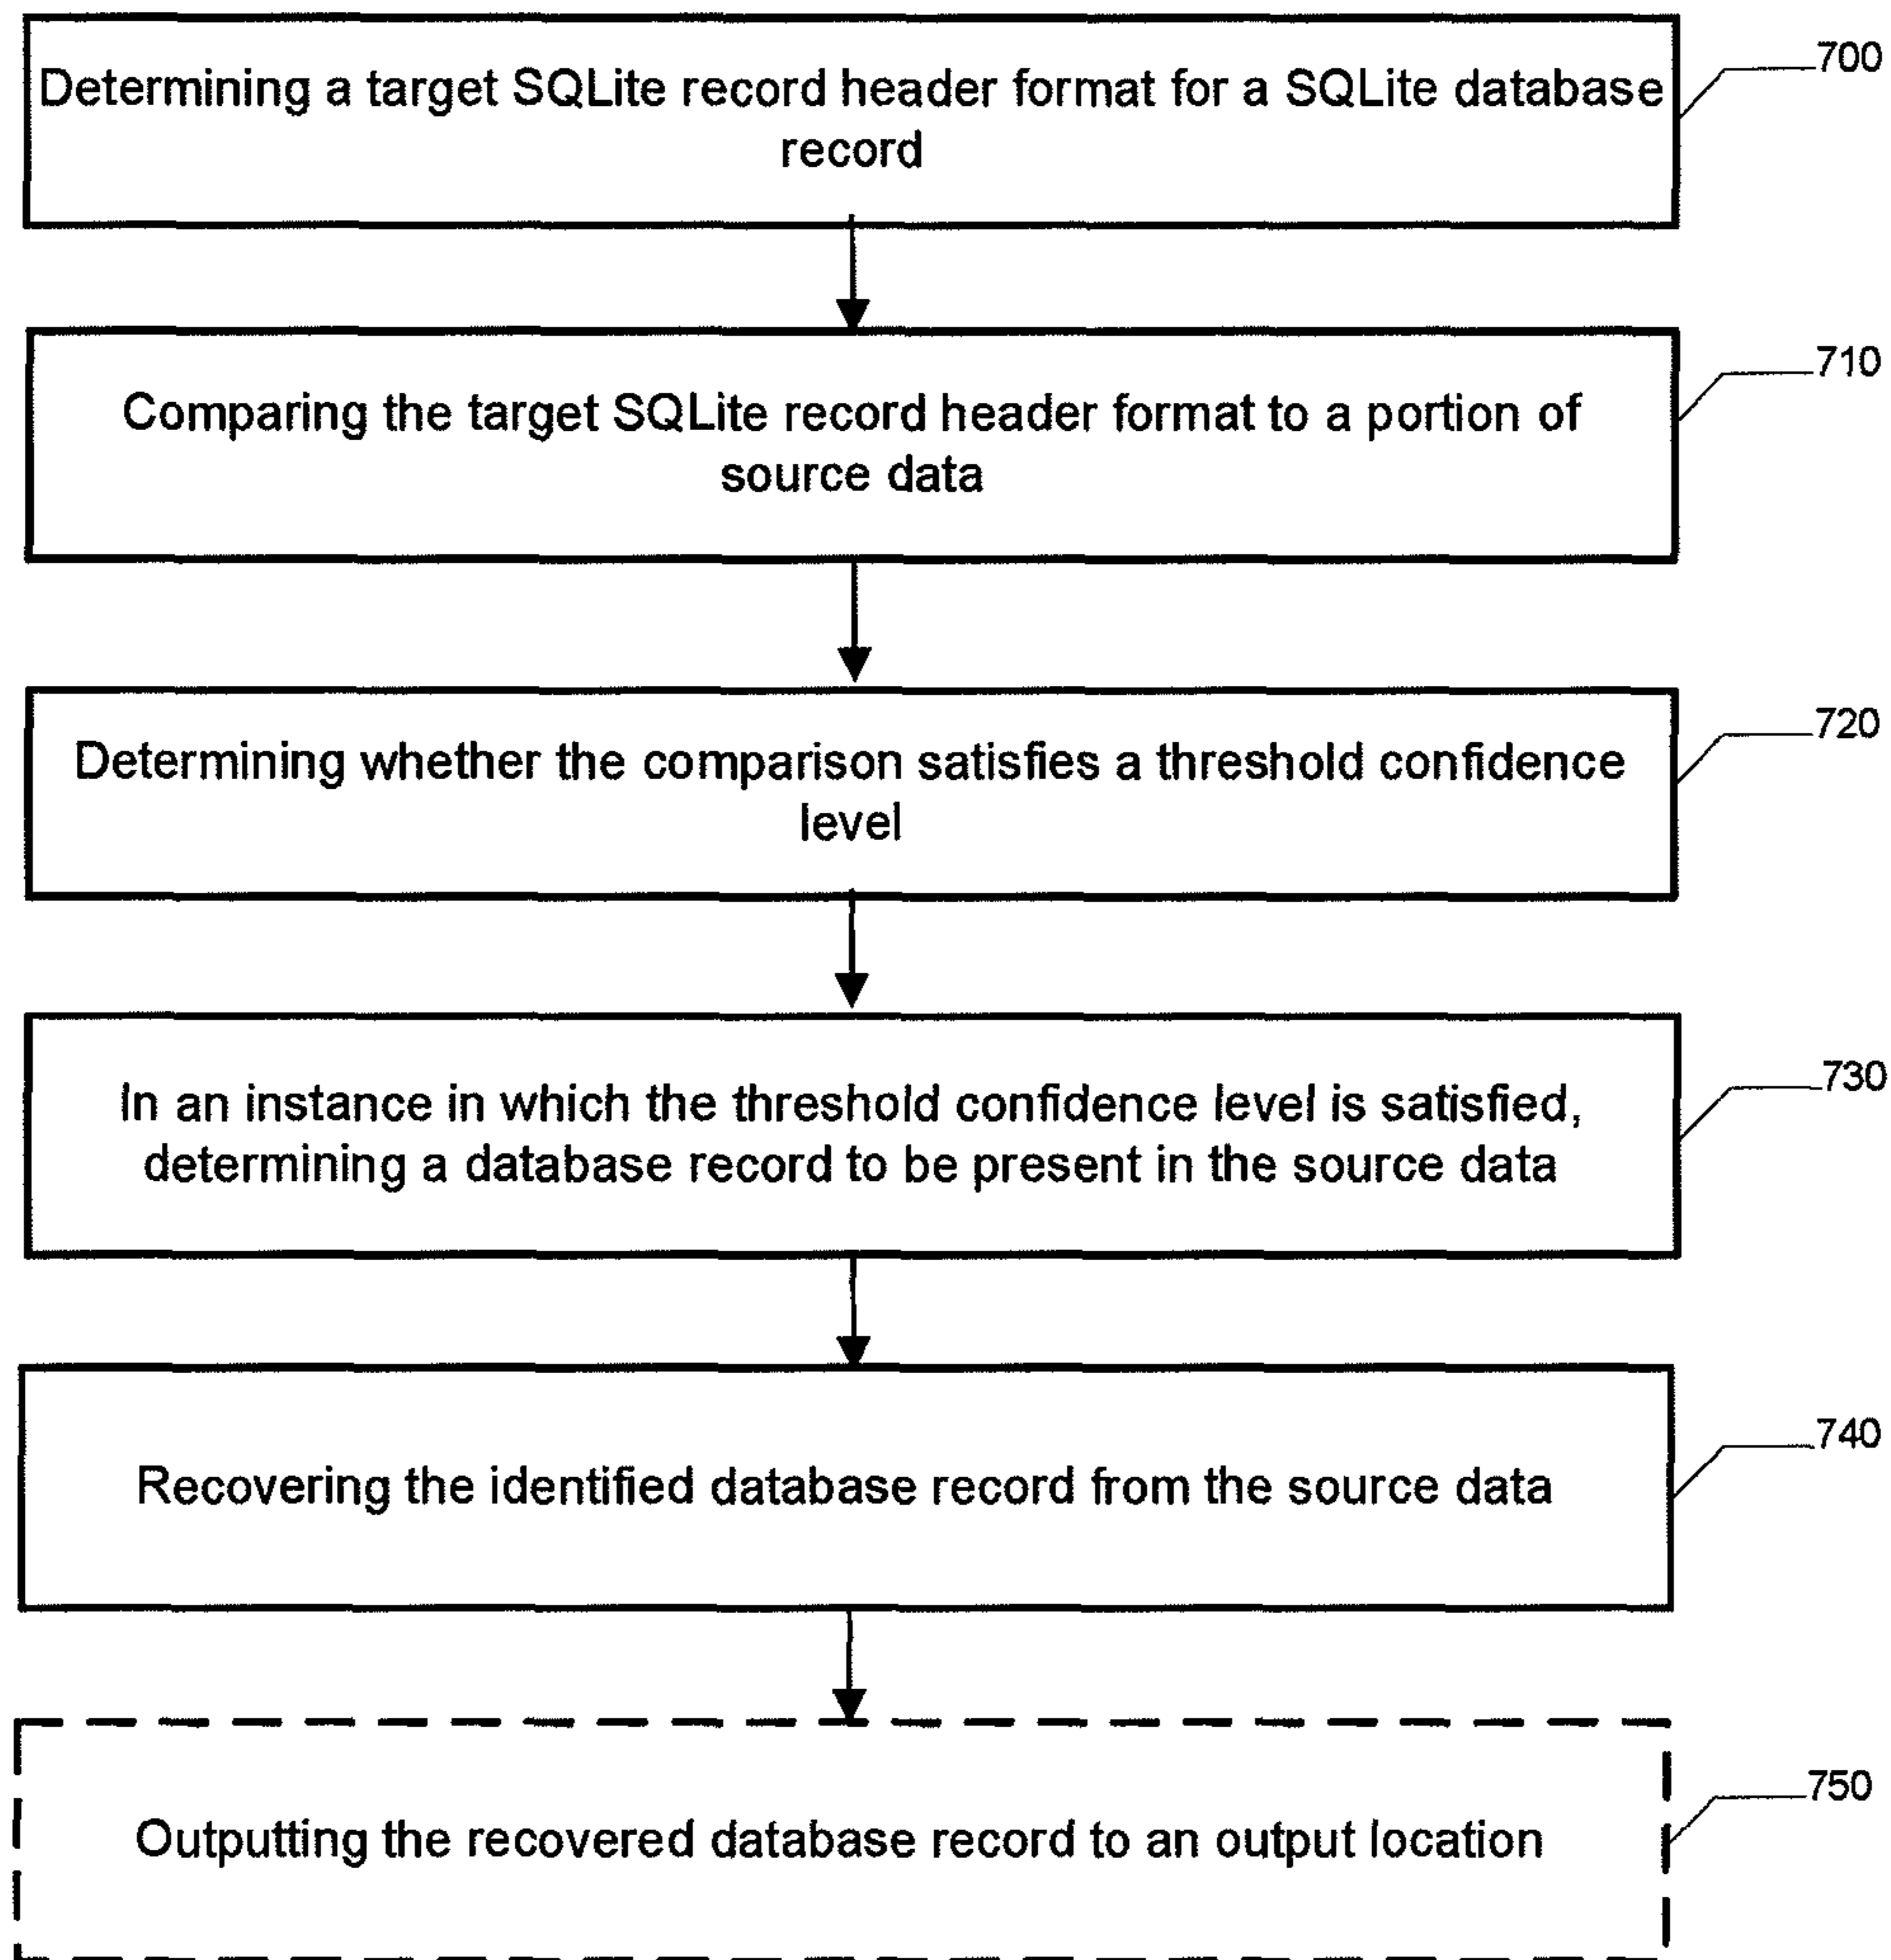 Determining a target SQLite record header format for a SQLite database
record
700
Comparing the target SQLite record header format to a portion of
source data
710
Determining whether the comparison satisfies a threshold confidence
level
720
In an instance in which the threshold confidence level is satisfied,
determining a database record to be present in the source data
730
Recovering the identified database record from the source data
740
Outputting the recovered database record to an output location
750